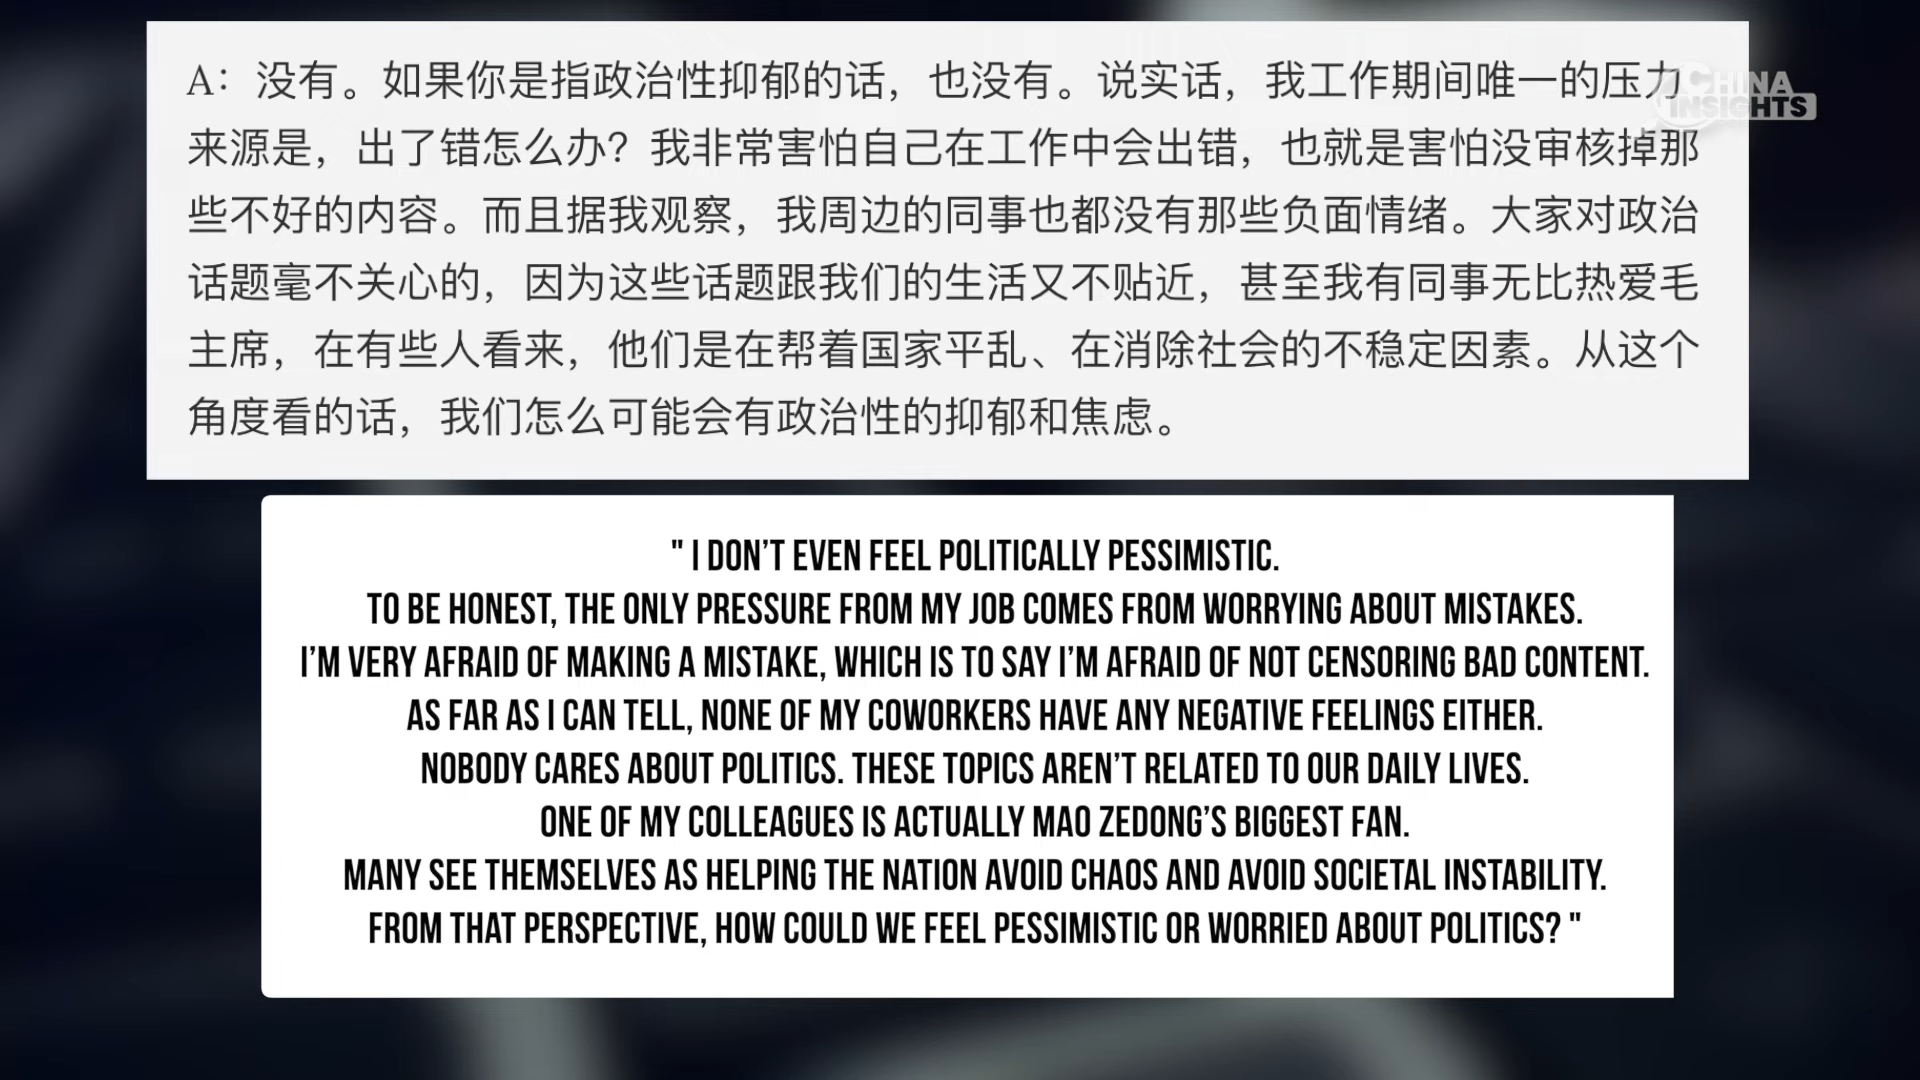 A：没有。如果你是指政治性抑郁的话，也没有。说实话，我工作期间唯一的压力
来源是，出了错怎么办？我非常害怕自己在工作中会出错，也就是害怕没审核掉那
些不好的内容。而且据我观察，我周边的同事也都没有那些负面情绪。大家对政治
话题毫不关心的，因为这些话题跟我们的生活又不贴近，甚至我有同事无比热爱毛
主席，在有些人看来，他们是在帮着国家平乱、在消除社会的不稳定因素。从这个
角度看的话，我们怎么可能会有政治性的抑郁和焦虑。
CHINA
INSIGHTS
" I DON'T EVEN FEEL POLITICALLY PESSIMISTIC.
TO BE HONEST, THE ONLY PRESSURE FROM MY JOB COMES FROM WORRYING ABOUT MISTAKES.
I'M VERY AFRAID OF MAKING A MISTAKE, WHICH IS TO SAY I'M AFRAID OF NOT CENSORING BAD CONTENT.
AS FAR AS I CAN TELL, NONE OF MY COWORKERS HAVE ANY NEGATIVE FEELINGS EITHER.
NOBODY CARES ABOUT POLITICS. THESE TOPICS AREN'T RELATED TO OUR DAILY LIVES.
ONE OF MY COLLEAGUES IS ACTUALLY MAO ZEDONG'S BIGGEST FAN.
MANY SEE THEMSELVES AS HELPING THE NATION AVOID CHAOS AND AVOID SOCIETAL INSTABILITY.
FROM THAT PERSPECTIVE, HOW COULD WE FEEL PESSIMISTIC OR WORRIED ABOUT POLITICS? "